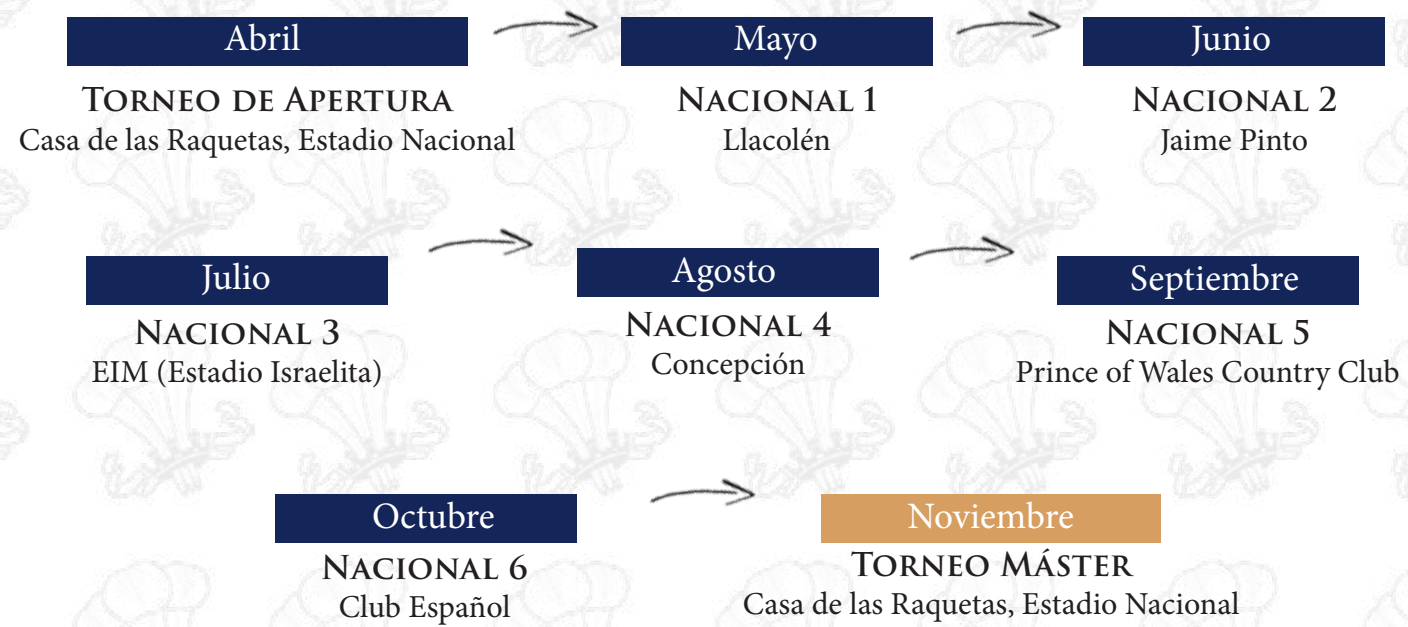 Abril
Torneo de Apertura
Casa de las Raquetas, Estadio Nacional
Mayo
Nacional 1
Llacolén
Junio
Nacional 2
Jaime Pinto
Julio
Nacional 3
EIM (Estadio Israelita)
Agosto
Nacional 4
Concepción
Septiembre
Nacional 5
Prince of Wales Country Club
Octubre
Nacional 6
Club Español
Noviembre
Torneo Máster
Casa de las Raquetas, Estadio Nacional